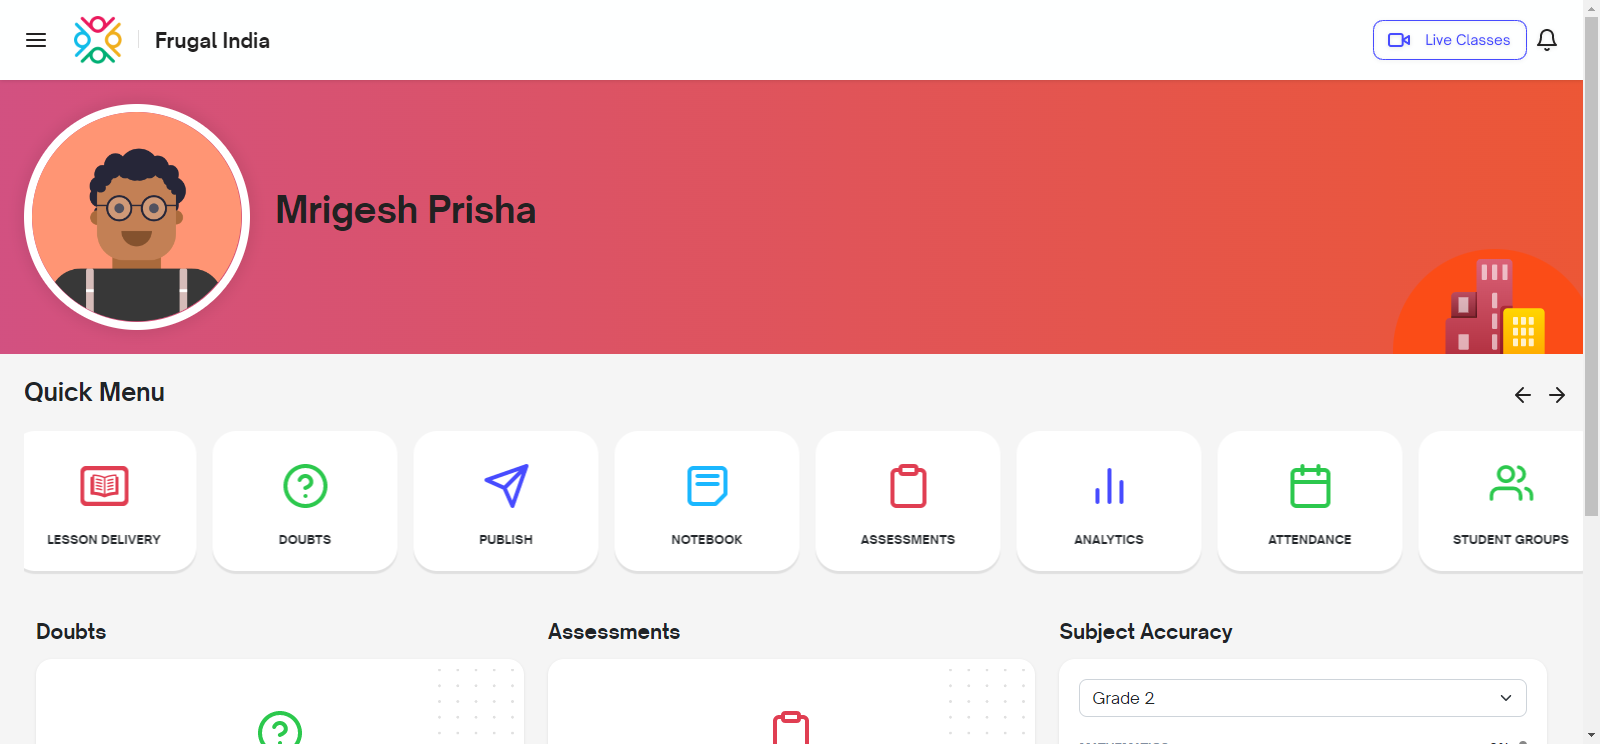 Frugal India
Live Classes
Mrigesh Prisha
Quick Menu
LESSON DELIVERY
DOUBTS
PUBLISH
NOTEBOOK
ASSESSMENTS
ANALYTICS
ATTENDANCE
STUDENT GROUPS
Doubts
Assessments
Subject Accuracy
Grade 2